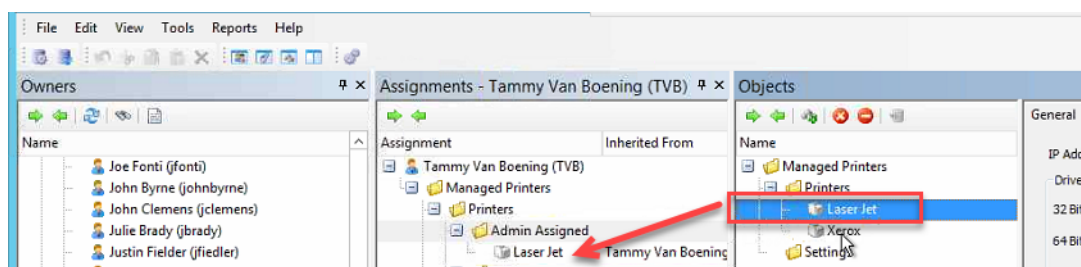 File Edit View Tools Reports Help
Owners
Name
Joe Fonti (jfonti)
John Byrne (johnbyrne)
John Clemens (jclemens)
Julie Brady (jbrady)
Justin Fielder (jfiedler)
Assignments - Tammy Van Boening (TVB)
Assignment Inherited From
Tammy Van Boening (TVB)
Managed Printers
Printers
Admin Assigned
Laser Jet Tammy Van Boening
Objects
Name
Managed Printers
Printers
Laser Jet
Xerox
Settings
General
IP Add
Drive
32 Bi
64 Bi